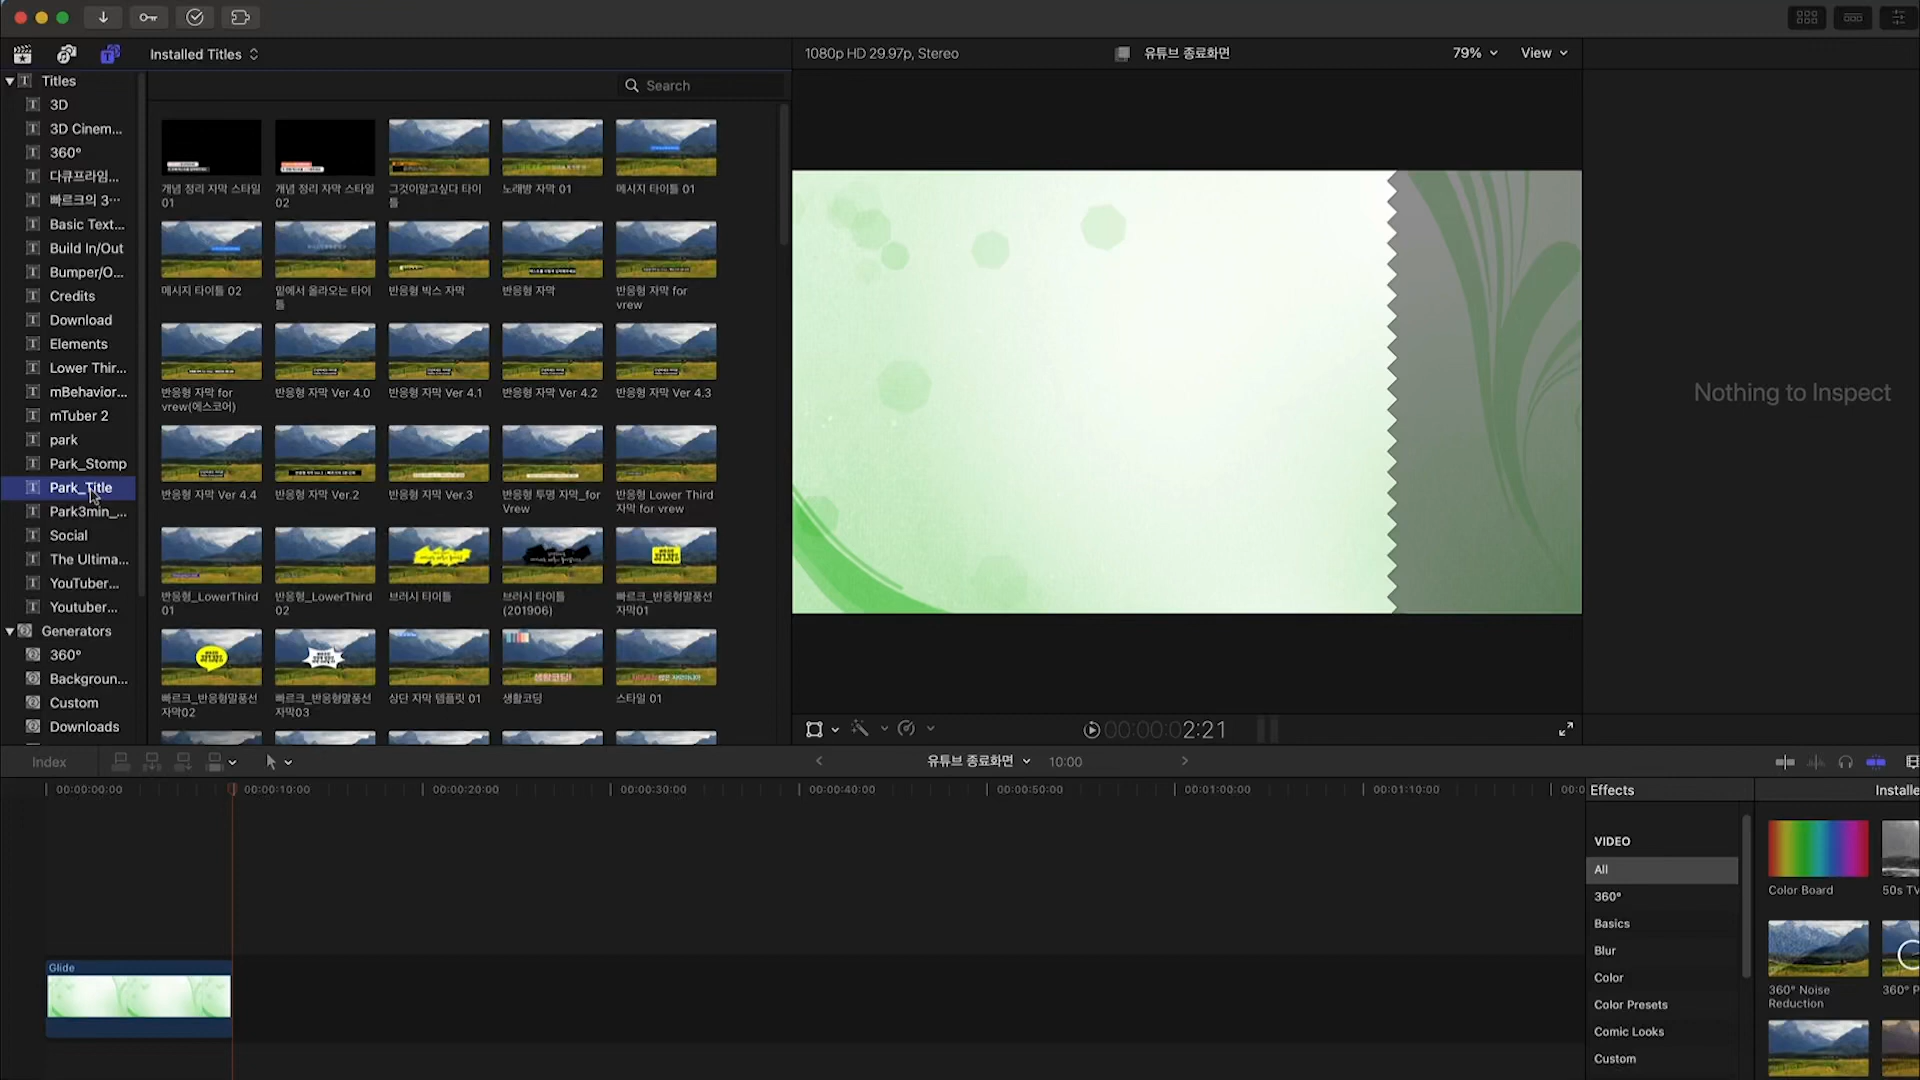 Installed Titles
1080p HD 29.97p, Stereo
유튜브 종료화면
79%
View
Titles
3D
3D Cinem...
360°
다큐프라임...
빠르크의 3...
Basic Text...
Build In/Out
Bumper/O...
Credits
Download
Elements
Lower Thir...
mBehavior...
mTuber 2
park
Park_Stomp
Park_Title
Park3min_...
Social
The Ultima...
YouTuber...
Youtuber...
Generators
360°
Backgroun...
Custom
Downloads
Search
개념 정리 자막 스타일 01
개념 정리 자막 스타일 02
그것이알고싶다 타이틀
노래방 자막 01
메시지 타이틀 01
메시지 타이틀 02
밑에서 올라오는 타이틀
반응형 박스 자막
반응형 자막
반응형 자막 for vrew
반응형 자막 for vrew(에스코어)
반응형 자막 Ver 4.0
반응형 자막 Ver 4.1
반응형 자막 Ver 4.2
반응형 자막 Ver 4.3
반응형 자막 Ver 4.4
반응형 자막 Ver.2
반응형 자막 Ver.3
반응형 투명 자막_for Vrew
반응형 Lower Third 자막 for vrew
반응형_LowerThird 01
반응형_LowerThird 02
브러시 타이틀
브러시 타이틀 (201906)
빠르크_반응형말풍선 자막01
빠르크_반응형말풍선 자막02
빠르크_반응형말풍선 자막03
상단 자막 템플릿 01
생활코딩
스타일 01
Nothing to Inspect
00:00:02:21
Index
유튜브 종료화면
10:00
00:00:00:00
00:00:10:00
00:00:20:00
00:00:30:00
00:00:40:00
00:00:50:00
00:01:00:00
00:01:10:00
00:0
Glide
Effects
Installe
VIDEO
All
360°
Basics
Blur
Color
Color Presets
Comic Looks
Custom
Color Board
50s TV
360° Noise Reduction
360° P